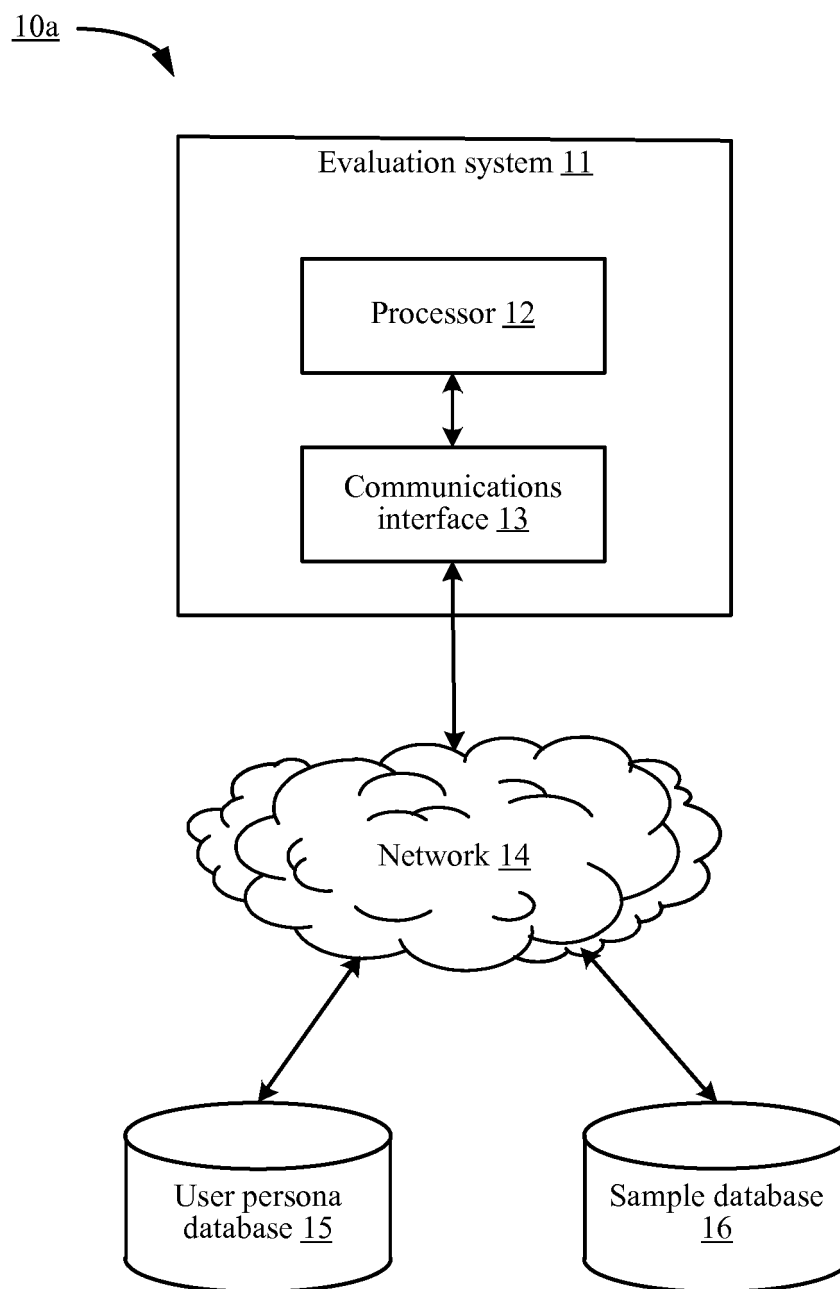 10a
Evaluation system 11
Processor 12
Communications
interface 13
Network 14
User persona
database 15
Sample database
16